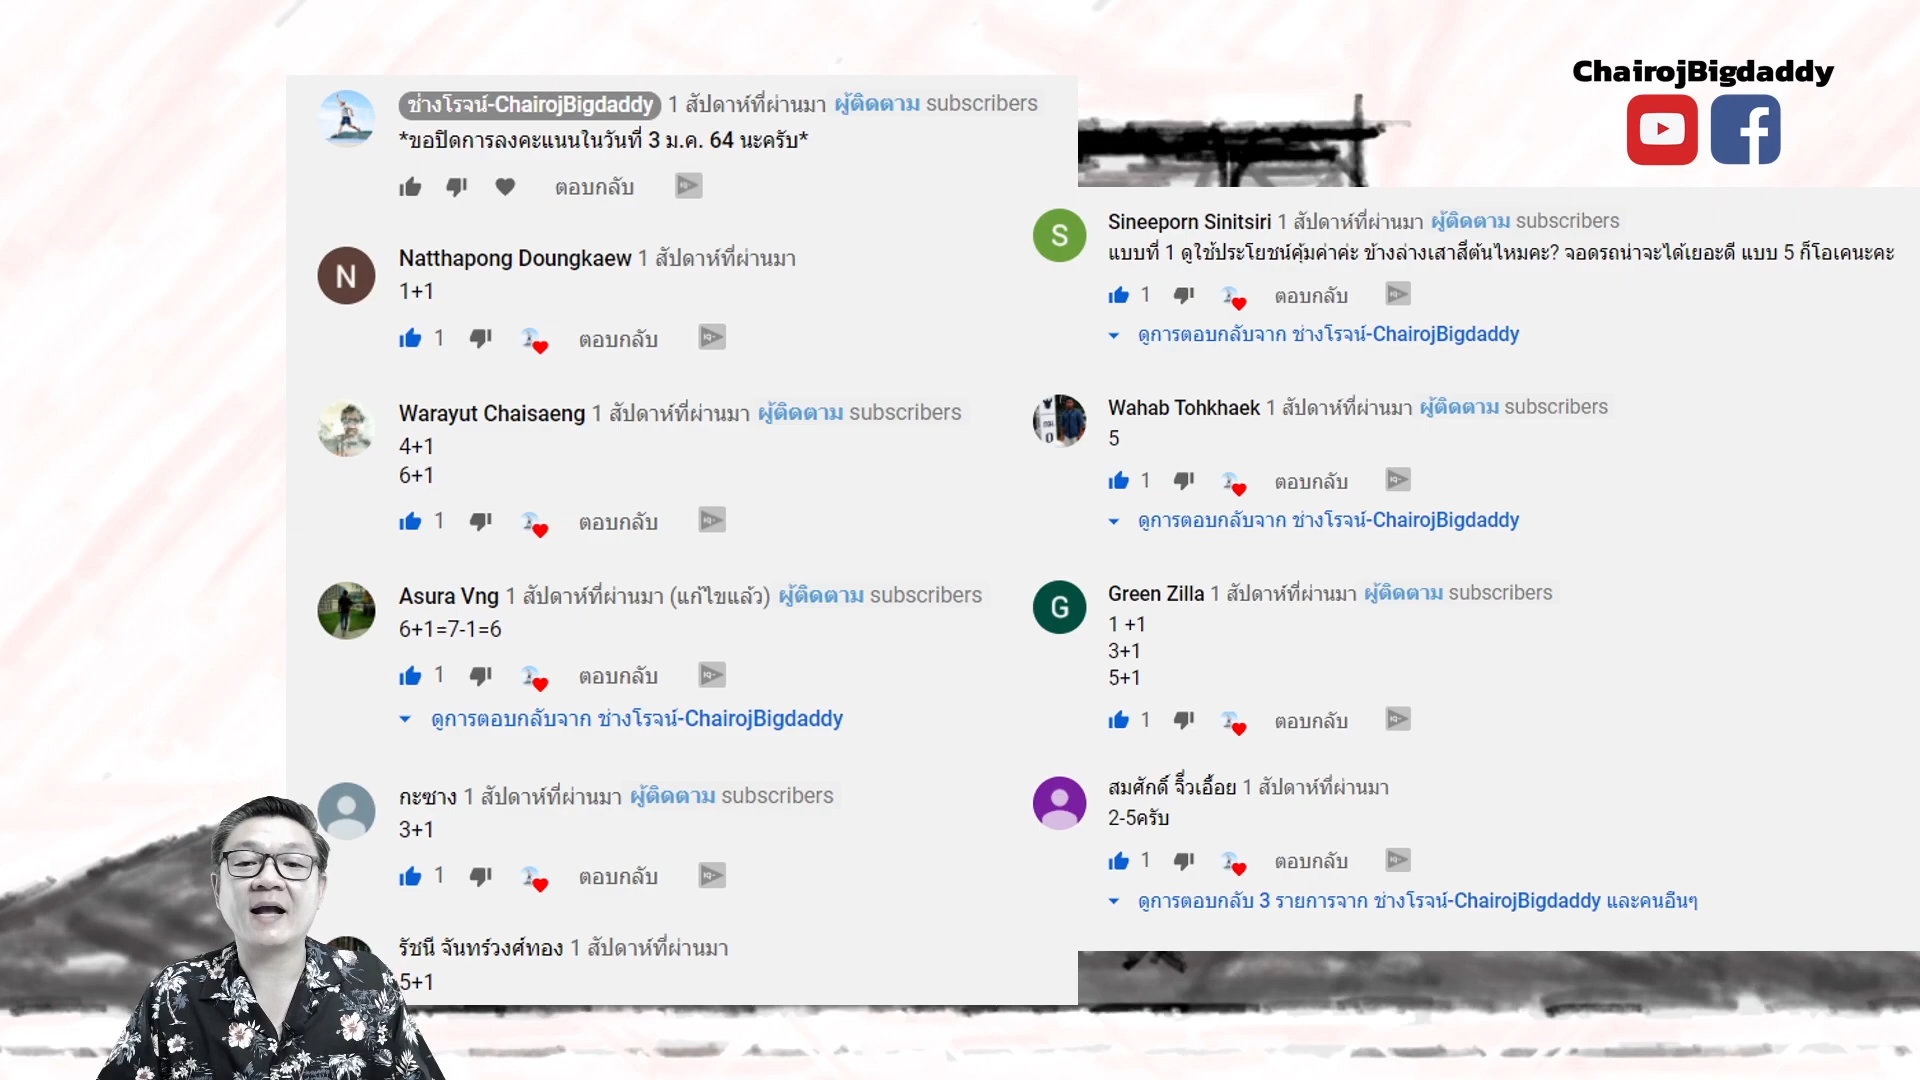 ChairojBigdaddy
ช่างโรจน์-ChairojBigdaddy 1 สัปดาห์ที่ผ่านมา ผู้ติดตาม subscribers
*ขอปิดการลงคะแนนในวันที่ 3 ม.ค. 64 นะครับ*
ตอบกลับ
N
Natthapong Doungkaew 1 สัปดาห์ที่ผ่านมา
1+1
1 ตอบกลับ
Warayut Chaisaeng 1 สัปดาห์ที่ผ่านมา ผู้ติดตาม subscribers
4+1
6+1
1 ตอบกลับ
Asura Vng 1 สัปดาห์ที่ผ่านมา (แก้ไขแล้ว) ผู้ติดตาม subscribers
6+1=7-1=6
1 ตอบกลับ
ดูการตอบกลับจาก ช่างโรจน์-ChairojBigdaddy
กะซาง 1 สัปดาห์ที่ผ่านมา ผู้ติดตาม subscribers
3+1
1 ตอบกลับ
รัชนี จันทร์วงศ์ทอง 1 สัปดาห์ที่ผ่านมา
5+1
S
Sineeporn Sinitsiri 1 สัปดาห์ที่ผ่านมา ผู้ติดตาม subscribers
แบบที่ 1 ดูใช้ประโยชน์คุ้มค่าค่ะ ข้างล่างเสาสี่ต้นไหมคะ? จอดรถน่าจะได้เยอะดี แบบ 5 ก็โอเคนะคะ
1 ตอบกลับ
ดูการตอบกลับจาก ช่างโรจน์-ChairojBigdaddy
Wahab Tohkhaek 1 สัปดาห์ที่ผ่านมา ผู้ติดตาม subscribers
5
1 ตอบกลับ
ดูการตอบกลับจาก ช่างโรจน์-ChairojBigdaddy
G
Green Zilla 1 สัปดาห์ที่ผ่านมา ผู้ติดตาม subscribers
1 +1
3+1
5+1
1 ตอบกลับ
สมศักดิ์ จิ๋วเอื้อย 1 สัปดาห์ที่ผ่านมา
2-5ครับ
1 ตอบกลับ
ดูการตอบกลับ 3 รายการจาก ช่างโรจน์-ChairojBigdaddy และคนอื่นๆ